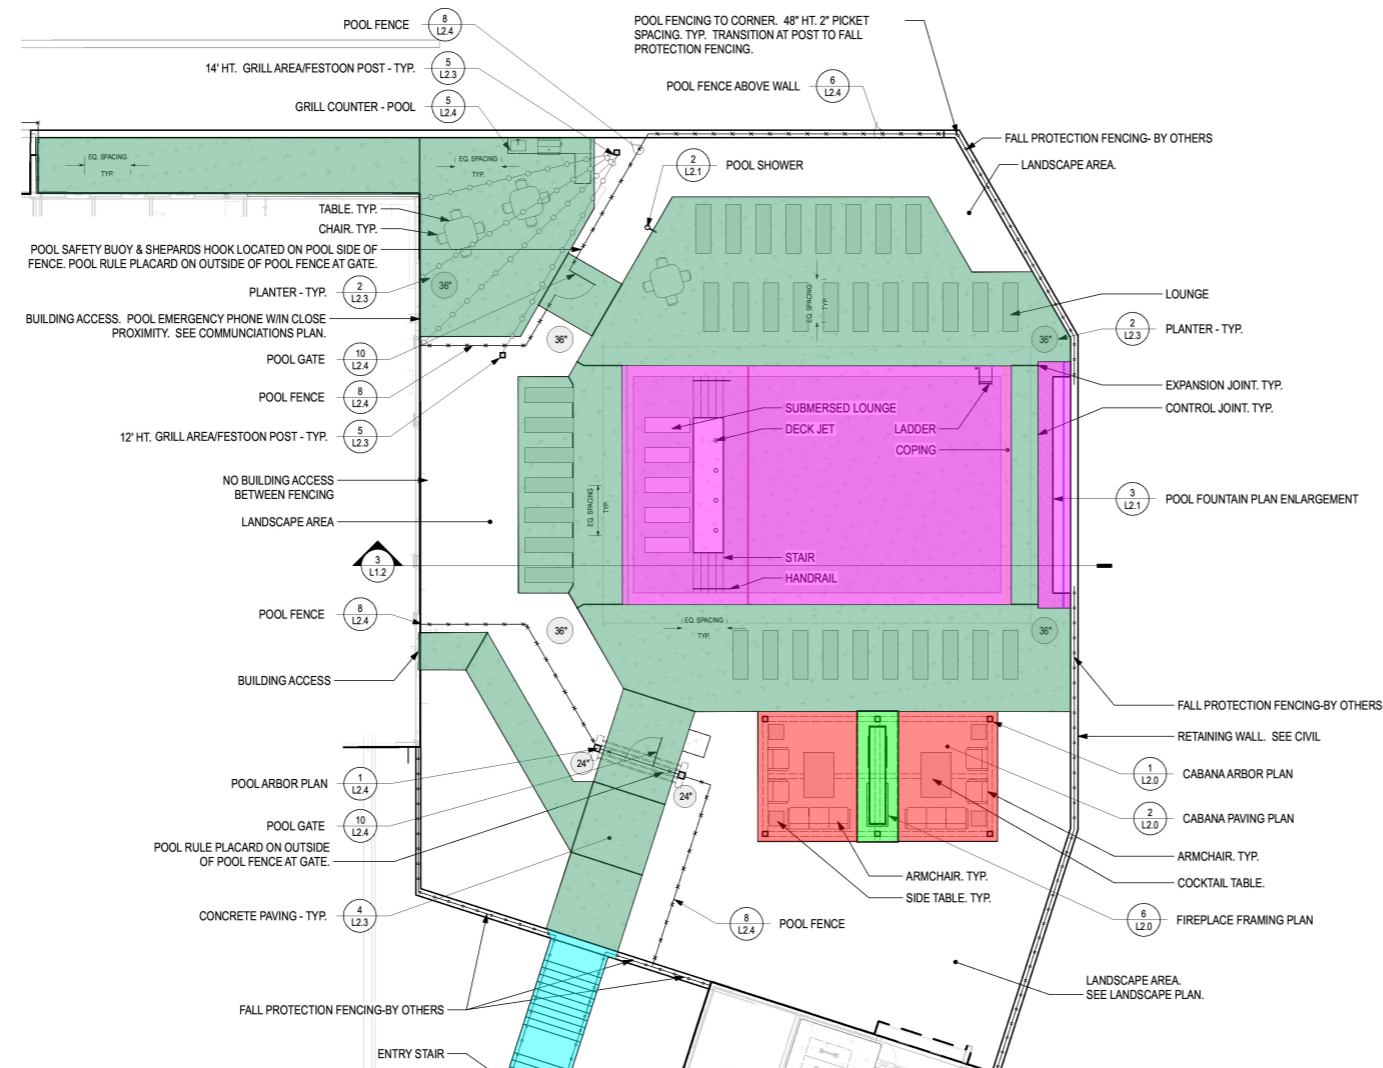 POOL FENCE
8
L2.4
14' HT. GRILL AREA/FESTOON POST - TYP.
5
L2.3
GRILL COUNTER - POOL
5
L2.4
POOL FENCING TO CORNER. 48" HT. 2" PICKET
SPACING. TYP. TRANSITION AT POST TO FALL
PROTECTION FENCING.
POOL FENCE ABOVE WALL
6
L2.4
FALL PROTECTION FENCING- BY OTHERS
LANDSCAPE AREA.
2
L2.1
POOL SHOWER
EQ. SPACING
TYP.
EQ. SPACING
TYP.
TABLE. TYP.
CHAIR. TYP.
POOL SAFETY BUOY & SHEPARDS HOOK LOCATED ON POOL SIDE OF
FENCE. POOL RULE PLACARD ON OUTSIDE OF POOL FENCE AT GATE.
PLANTER - TYP.
2
L2.3
36"
BUILDING ACCESS. POOL EMERGENCY PHONE W/IN CLOSE
PROXIMITY. SEE COMMUNCIATIONS PLAN.
POOL GATE
10
L2.4
POOL FENCE
8
L2.4
12' HT. GRILL AREA/FESTOON POST - TYP.
5
L2.3
36"
EQ. SPACING
TYP.
36"
LOUNGE
2
L2.3
PLANTER - TYP.
EXPANSION JOINT. TYP.
CONTROL JOINT. TYP.
SUBMERSED LOUNGE
DECK JET
LADDER
COPING
NO BUILDING ACCESS
BETWEEN FENCING
LANDSCAPE AREA
EQ. SPACING
TYP.
3
L2.1
POOL FOUNTAIN PLAN ENLARGEMENT
3
L1.2
STAIR
HANDRAIL
POOL FENCE
8
L2.4
36"
EQ. SPACING
TYP.
36"
BUILDING ACCESS
FALL PROTECTION FENCING-BY OTHERS
RETAINING WALL. SEE CIVIL
24"
24"
POOL ARBOR PLAN
1
L2.4
POOL GATE
10
L2.4
POOL RULE PLACARD ON OUTSIDE
OF POOL FENCE AT GATE.
1
L2.0
CABANA ARBOR PLAN
2
L2.0
CABANA PAVING PLAN
ARMCHAIR. TYP.
COCKTAIL TABLE.
ARMCHAIR. TYP.
SIDE TABLE. TYP.
6
L2.0
FIREPLACE FRAMING PLAN
CONCRETE PAVING - TYP.
4
L2.3
8
L2.4
POOL FENCE
LANDSCAPE AREA.
SEE LANDSCAPE PLAN.
FALL PROTECTION FENCING-BY OTHERS
ENTRY STAIR